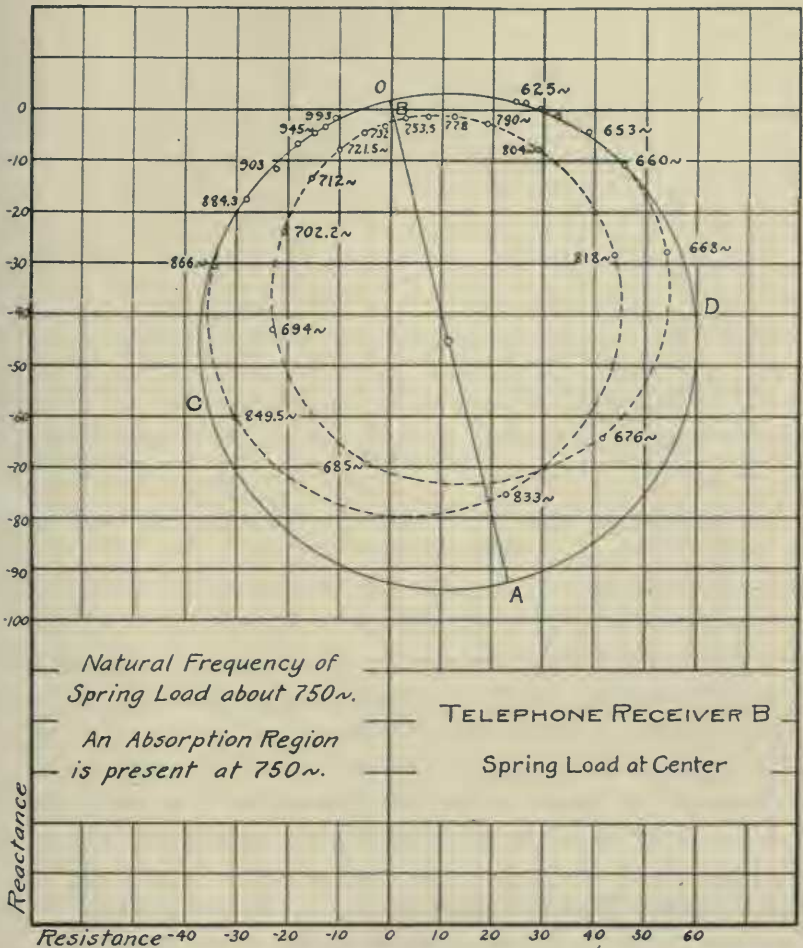 O
B
0
-10
-20
-30
-40
-50
-60
-70
-80
-90
-100
625~
653~
660~
668~
676~
685~
694~
702.2~
712~
721.5~
732
753.5
778
790~
804~
818~
833~
849.5~
866~
884.3
903
945~
993
C
D
A
Natural Frequency of
Spring Load about 750~.
An Absorption Region
is present at 750~.
TELEPHONE RECEIVER B
Spring Load at Center
Reactance
Resistance -40 -30 -20 -10 0 10 20 30 40 50 60